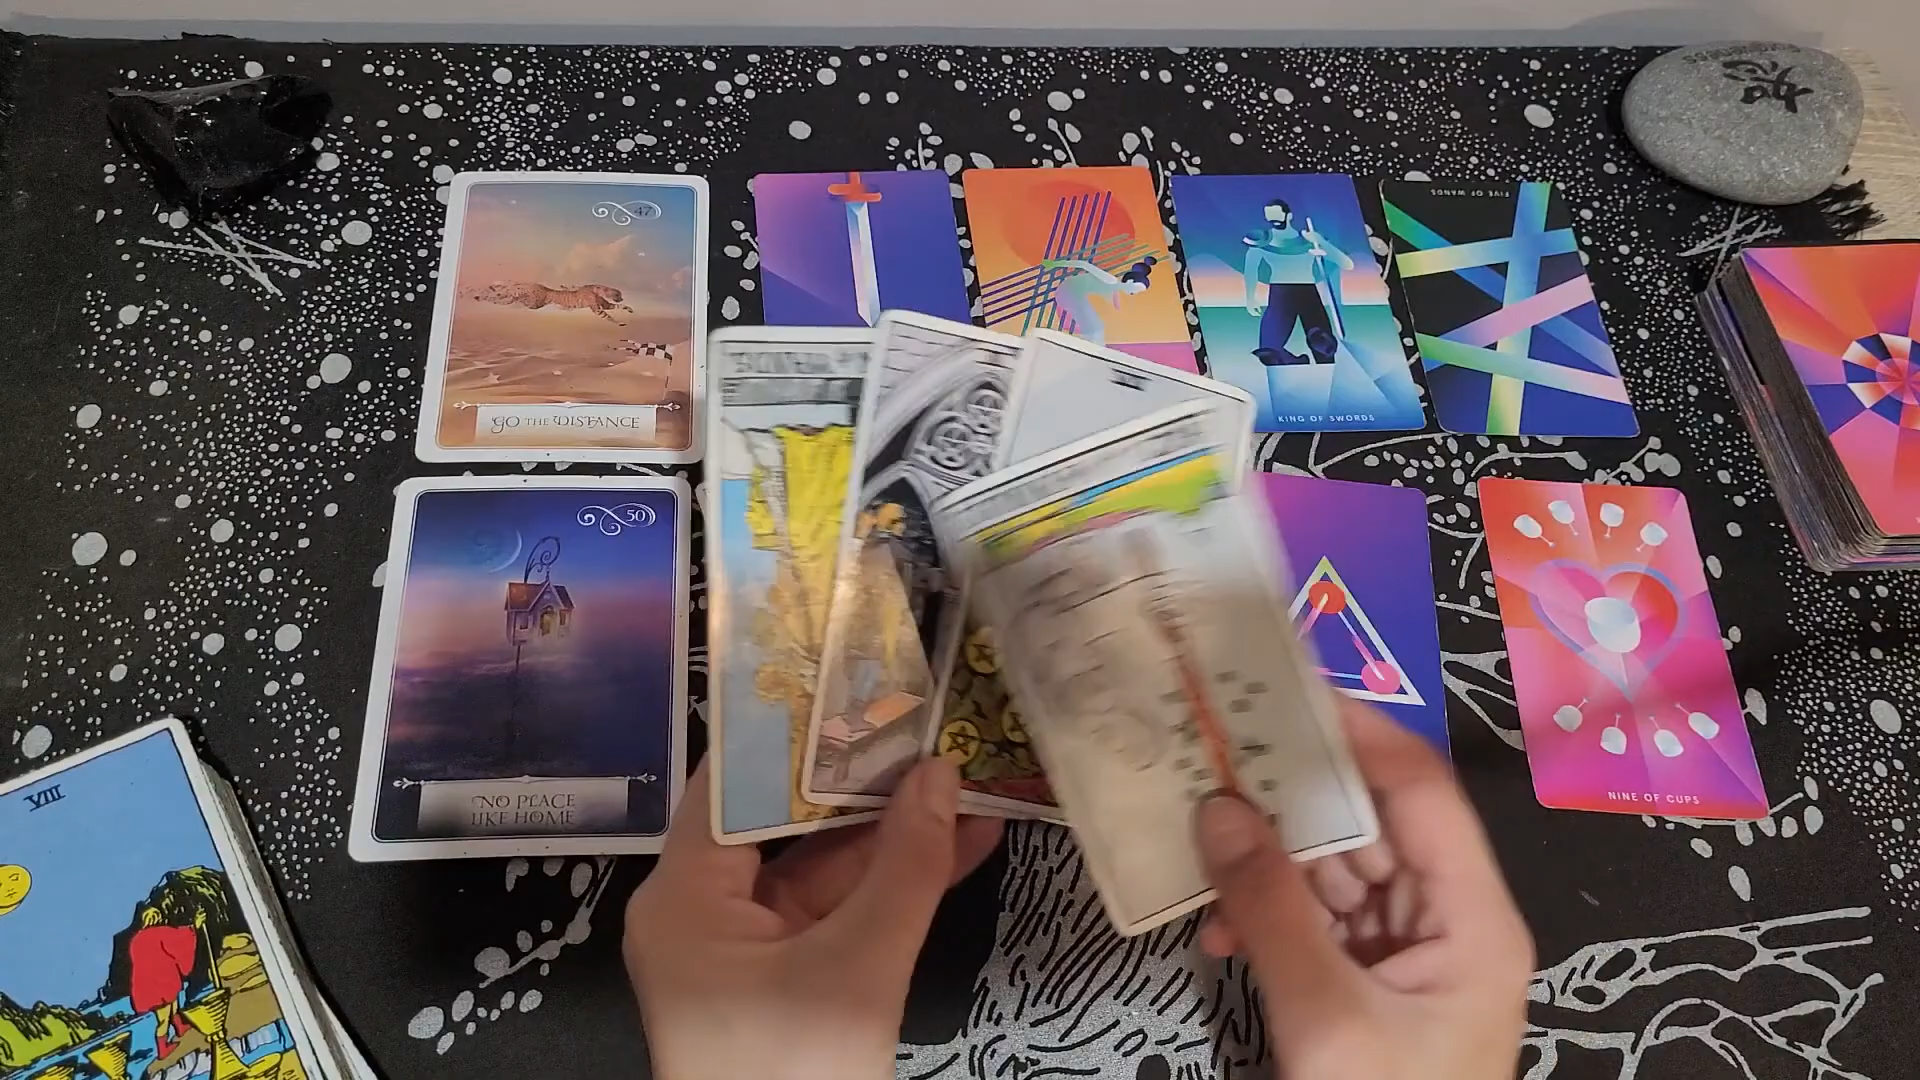 47
GO THE DISTANCE
KING OF SWORDS
FIVE OF WANDS
50
NO PLACE
LIKE HOME
NINE OF CUPS
VIII